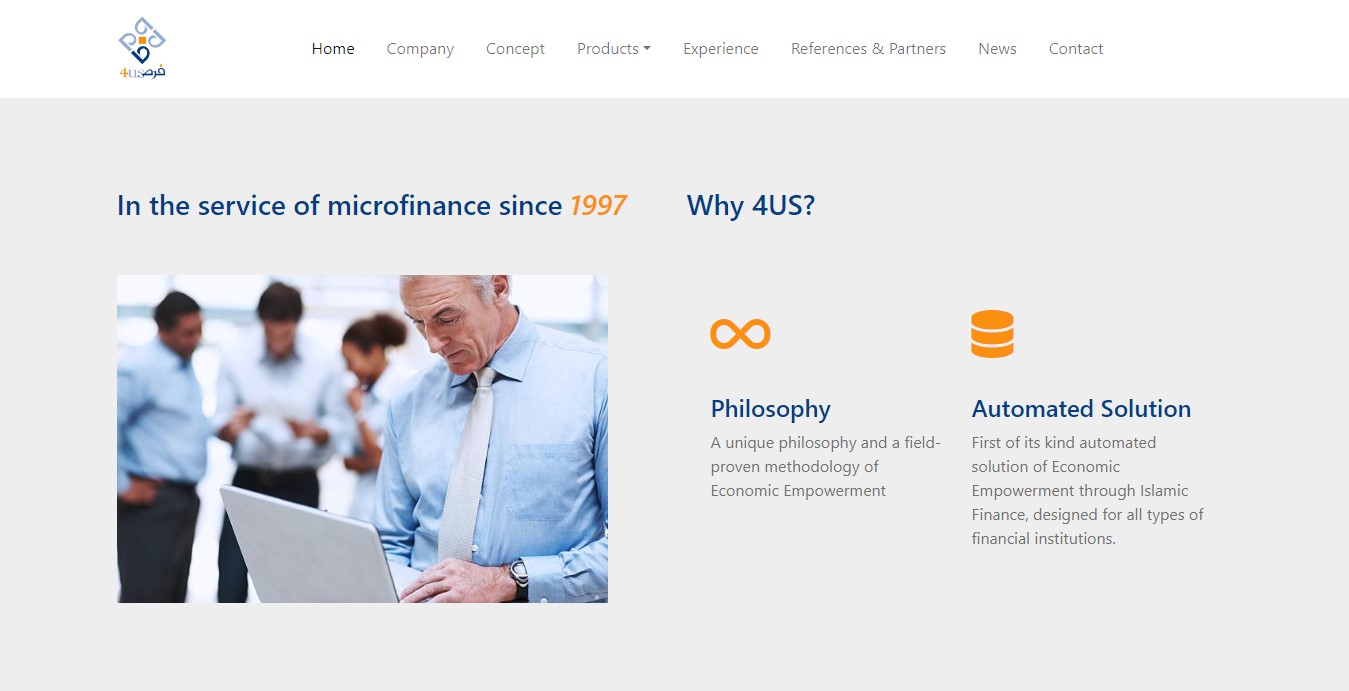 4us فرص
Home
Company
Concept
Products
Experience
References & Partners
News
Contact
In the service of microfinance since 1997
Why 4US?
Philosophy
A unique philosophy and a field-
proven methodology of
Economic Empowerment
Automated Solution
First of its kind automated
solution of Economic
Empowerment through Islamic
Finance, designed for all types of
financial institutions.